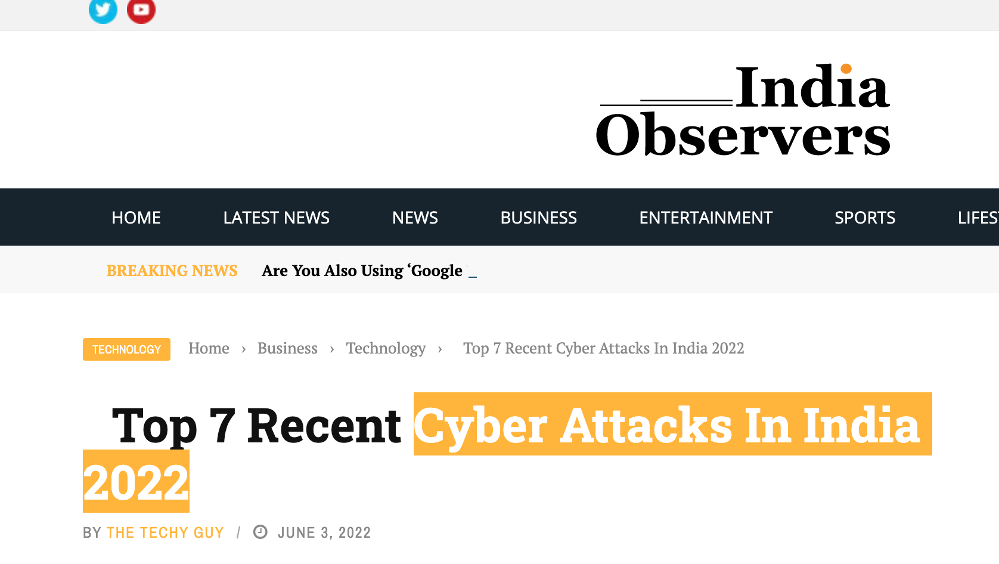 India
Observers
HOME LATEST NEWS NEWS BUSINESS ENTERTAINMENT SPORTS LIFES
BREAKING NEWS Are You Also Using ‘Google
TECHNOLOGY Home › Business › Technology › Top 7 Recent Cyber Attacks In India 2022
Top 7 Recent Cyber Attacks In India
2022
BY THE TECHY GUY / JUNE 3, 2022